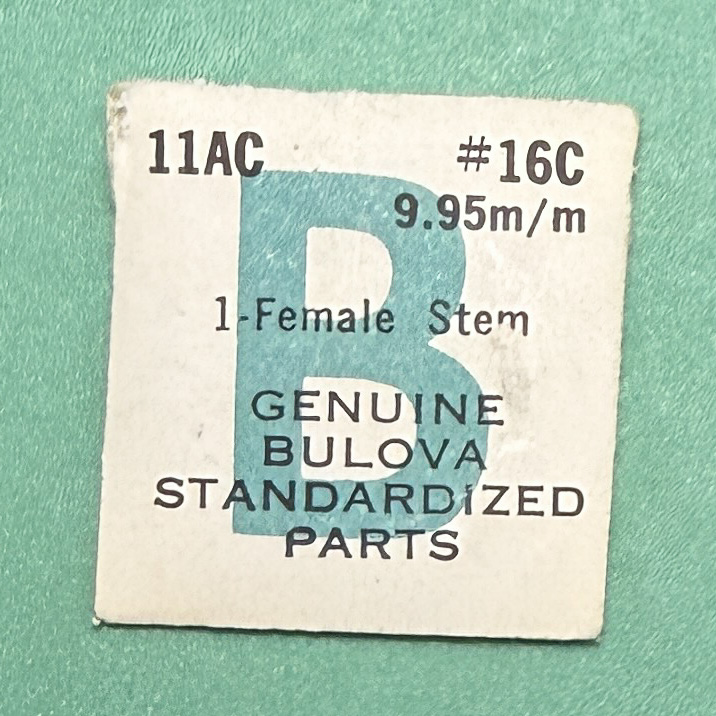 11AC #16C
9.95m/m
1-Female Stem
B
GENUINE
BULOVA
STANDARDIZED
PARTS